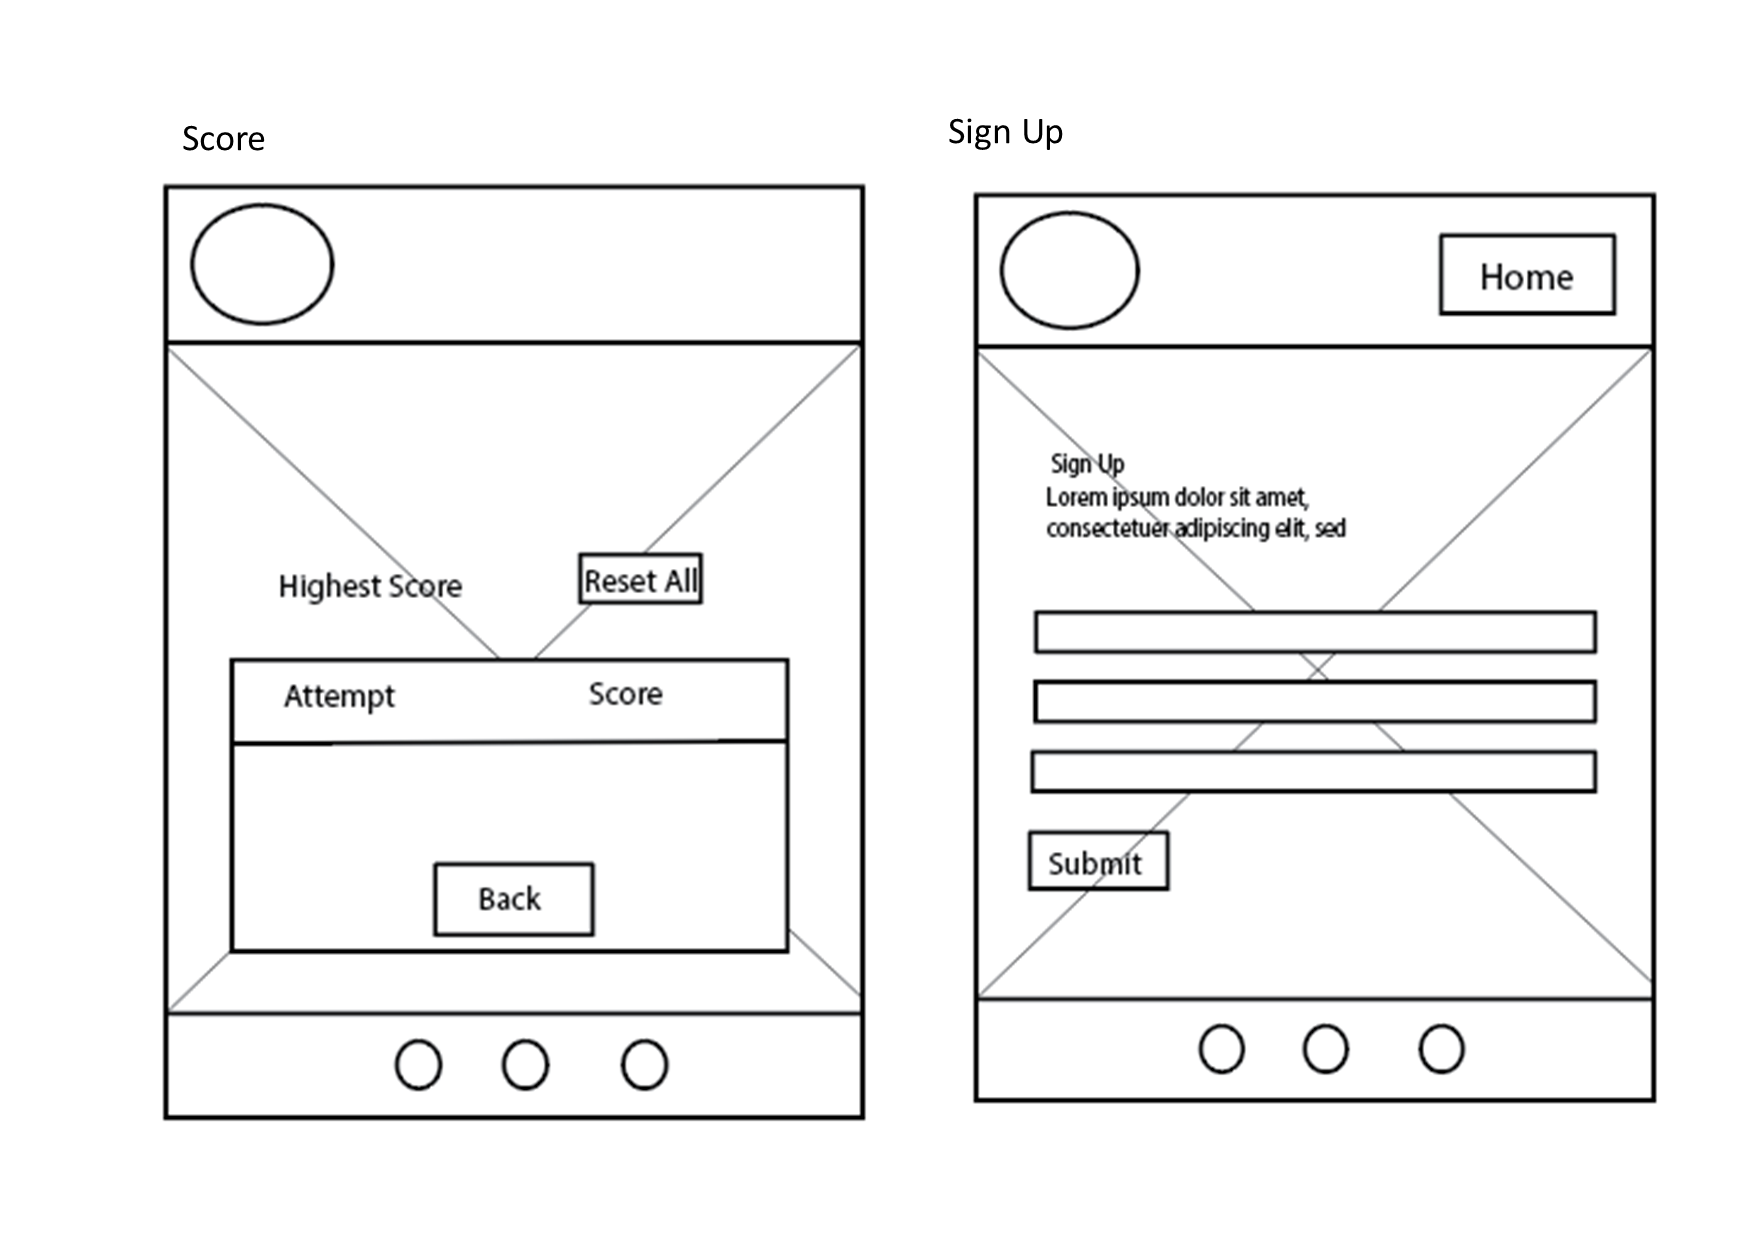 Score
Highest Score
Reset All
Attempt
Score
Back
Sign Up
Home
Sign Up
Lorem ipsum dolor sit amet,
consectetuer adipiscing elit, sed
Submit